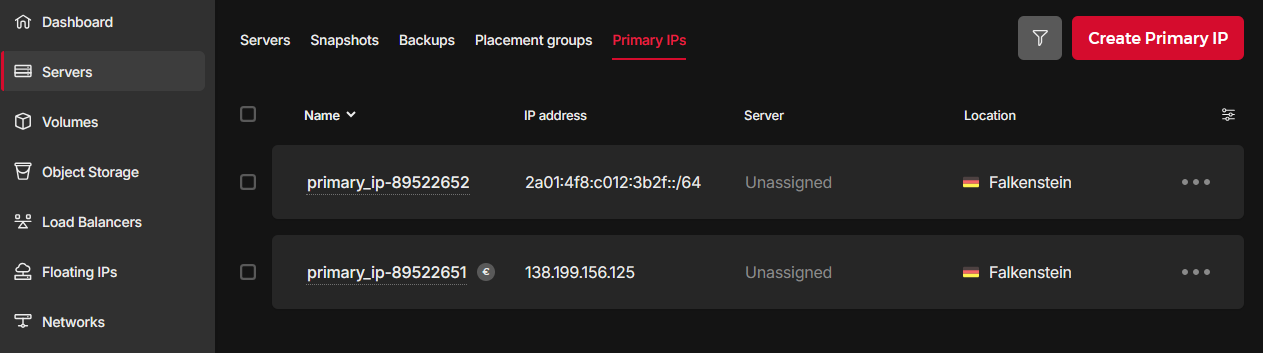 Dashboard
Servers
Volumes
Object Storage
Load Balancers
Floating IPs
Networks
Servers Snapshots Backups Placement groups Primary IPs Create Primary IP
Name IP address Server Location
primary_ip-89522652 2a01:4f8:c012:3b2f::/64 Unassigned Falkenstein
primary_ip-89522651 € 138.199.156.125 Unassigned Falkenstein